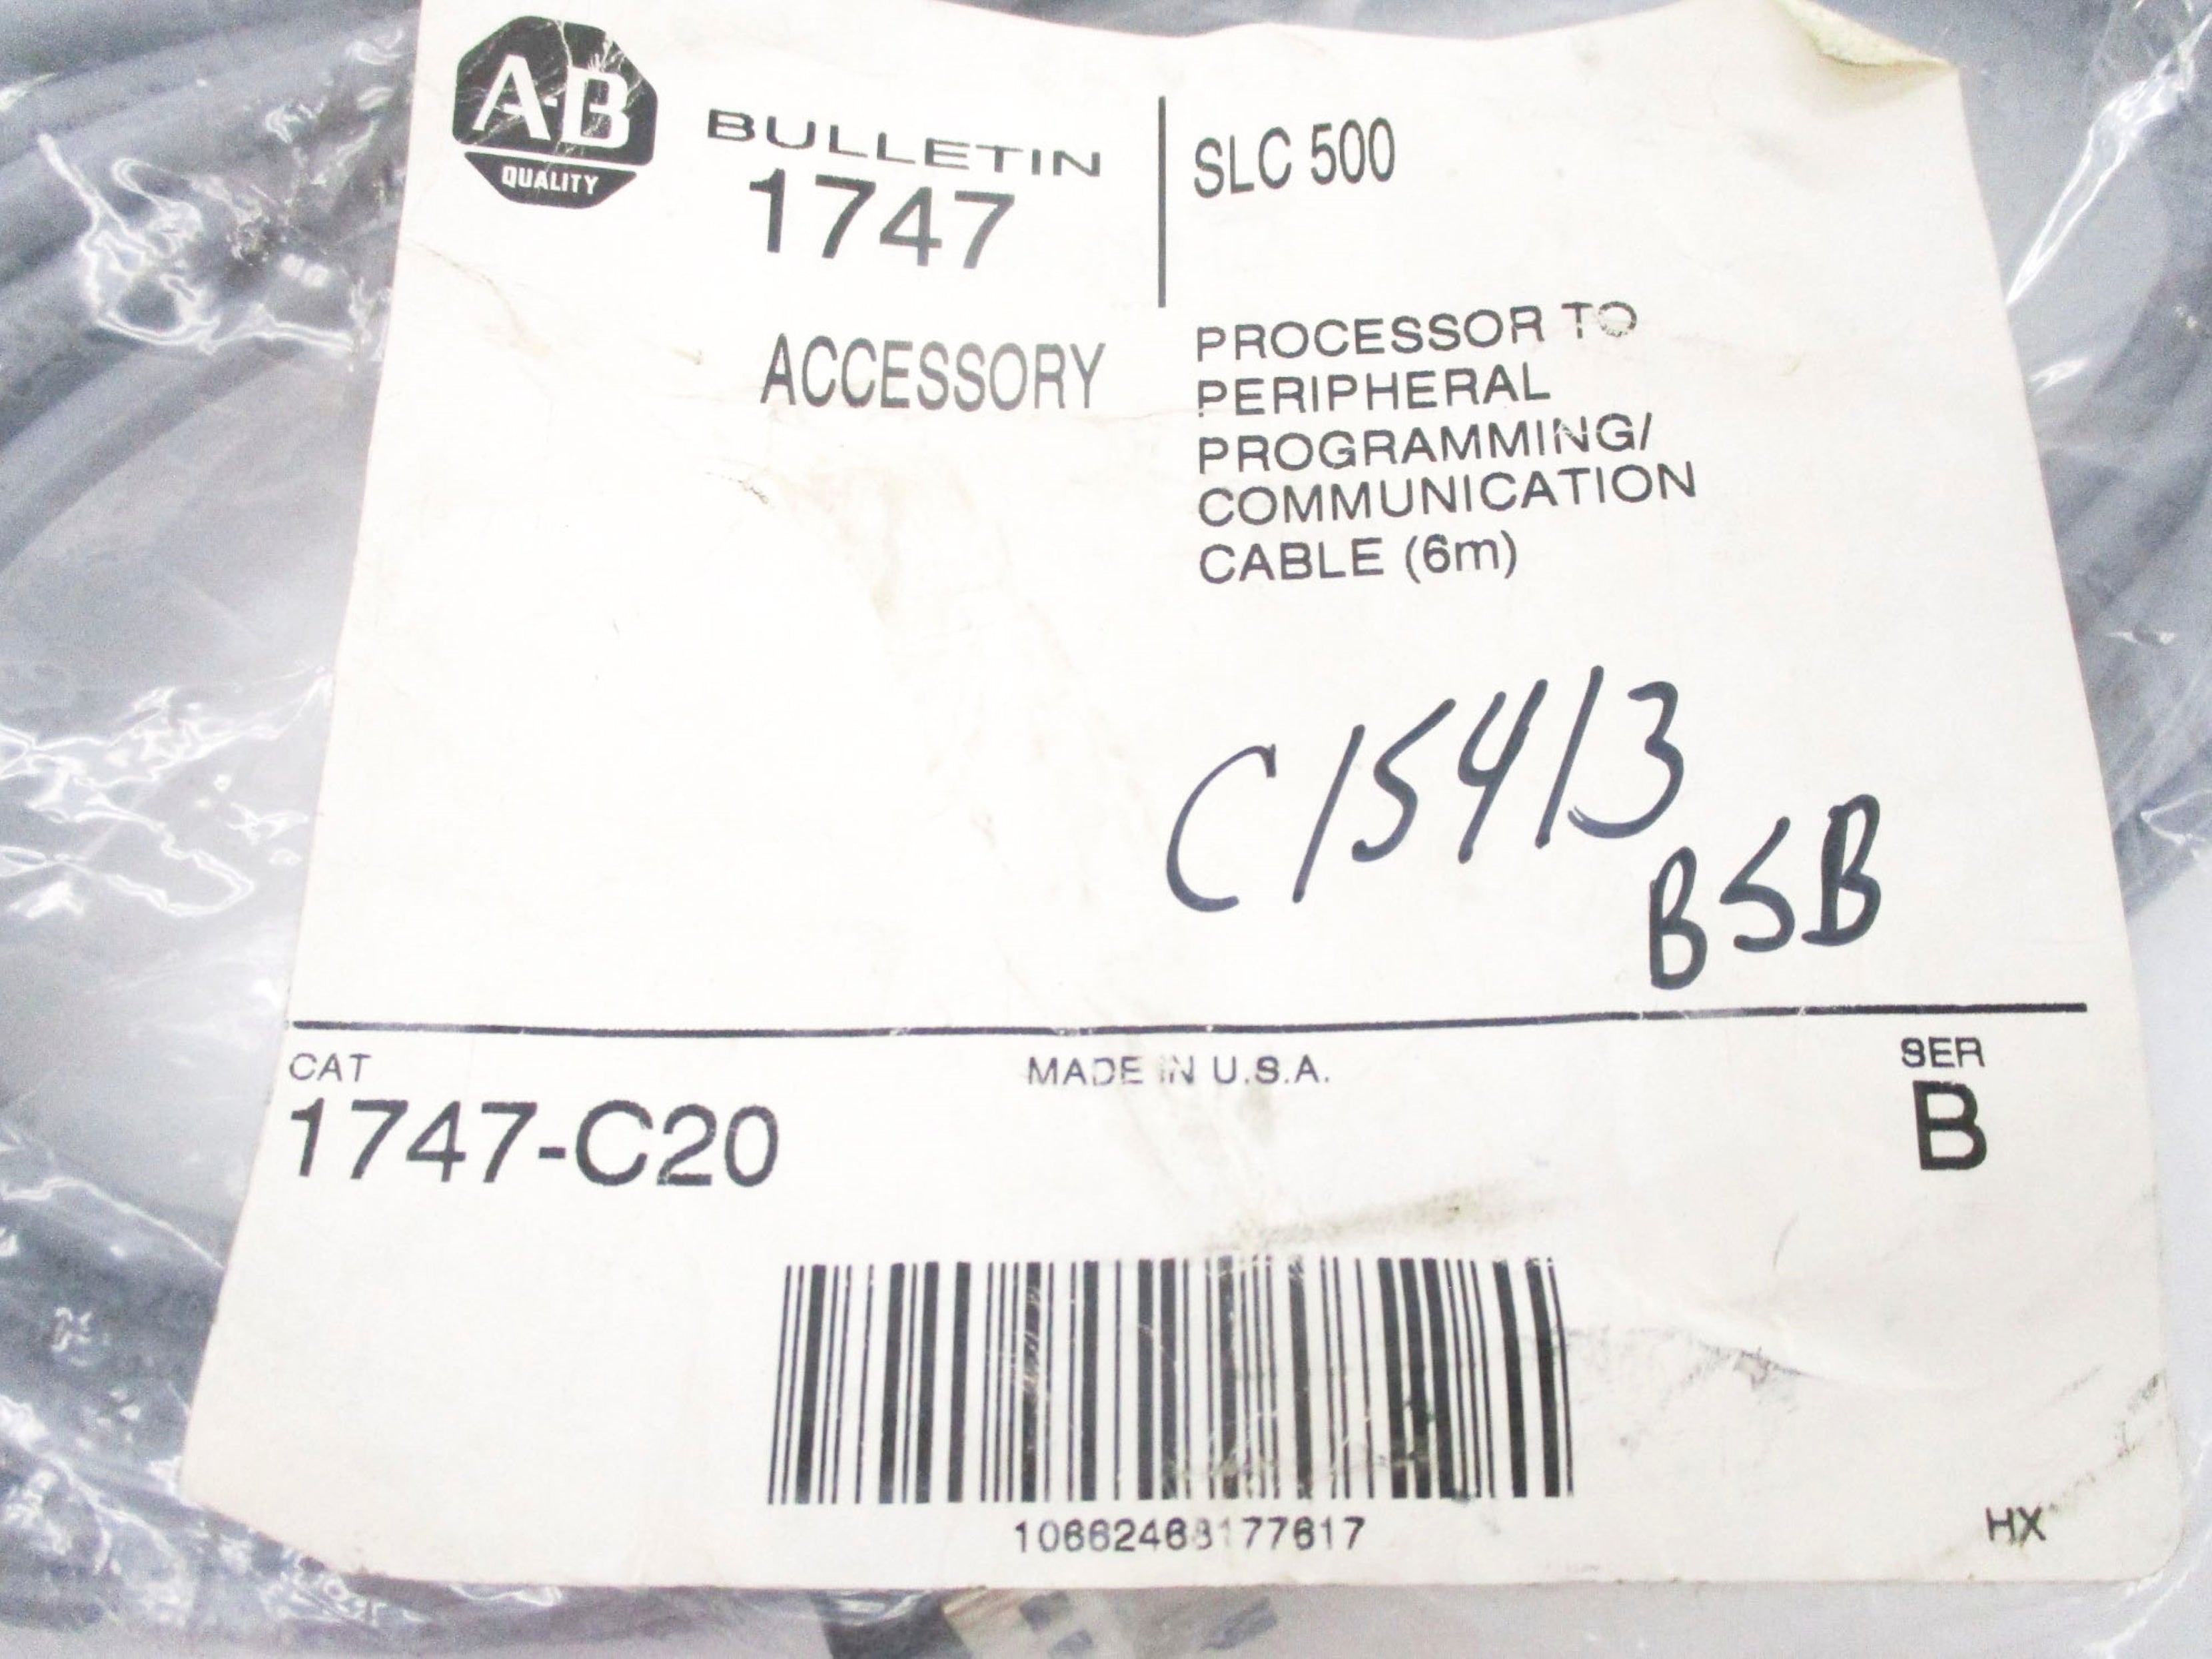 A-B
QUALITY
BULLETIN
1747
SLC 500
ACCESSORY
PROCESSOR TO
PERIPHERAL
PROGRAMMING/
COMMUNICATION
CABLE (6m)
C15413
BSB
CAT
MADE IN U.S.A.
SER
1747-C20
B
10662468177617
HX